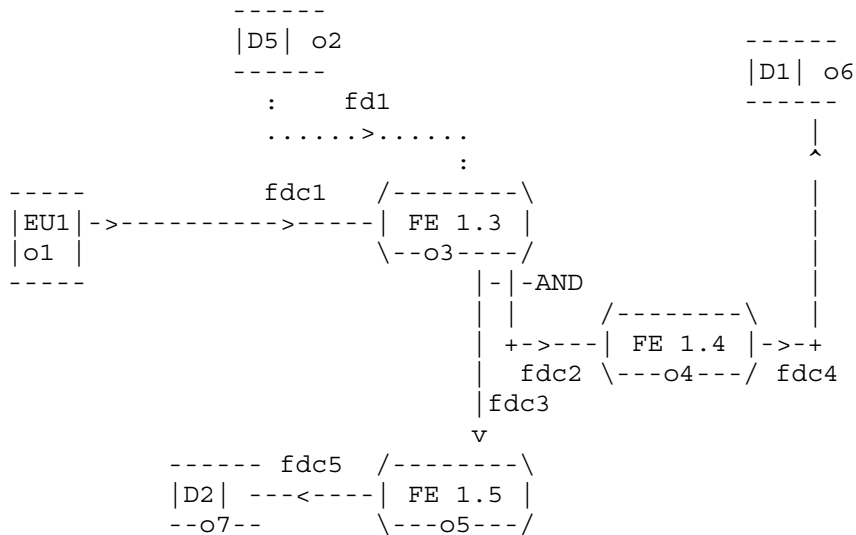 |D5| o2
|D1| o6
fd1
fdc1
|EU1| FE 1.3
|o1 | o3
AND
FE 1.4
fdc2 o4 fdc4
fdc3
fdc5
|D2| FE 1.5
o7 o5